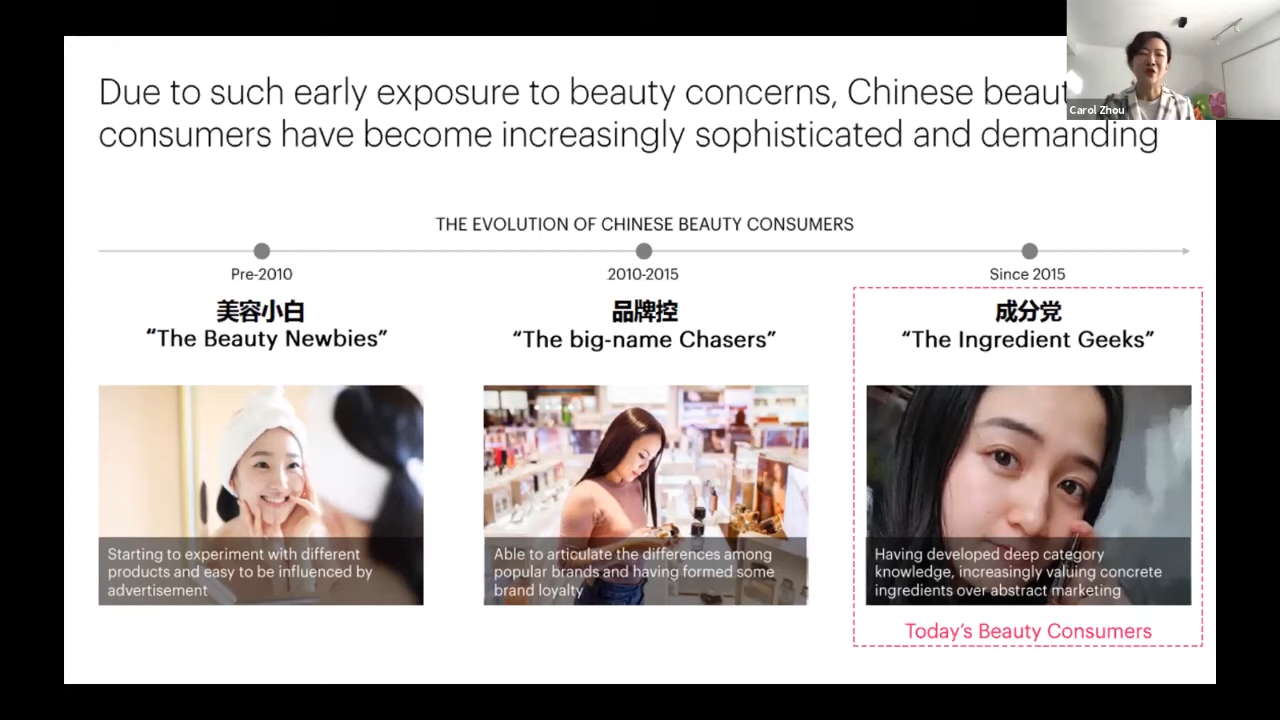 Due to such early exposure to beauty concerns, Chinese
consumers have become increasingly sophisticated and demanding
Carol Zhou
THE EVOLUTION OF CHINESE BEAUTY CONSUMERS
Pre-2010
2010-2015
Since 2015
美容小白
“The Beauty Newbies”
品牌控
“The big-name Chasers”
成分党
“The Ingredient Geeks”
Starting to experiment with different
products and easy to be influenced by
advertisement
Able to articulate the differences among
popular brands and having formed some
brand loyalty
Having developed deep category
knowledge, increasingly valuing concrete
ingredients over abstract marketing
Today’s Beauty Consumers